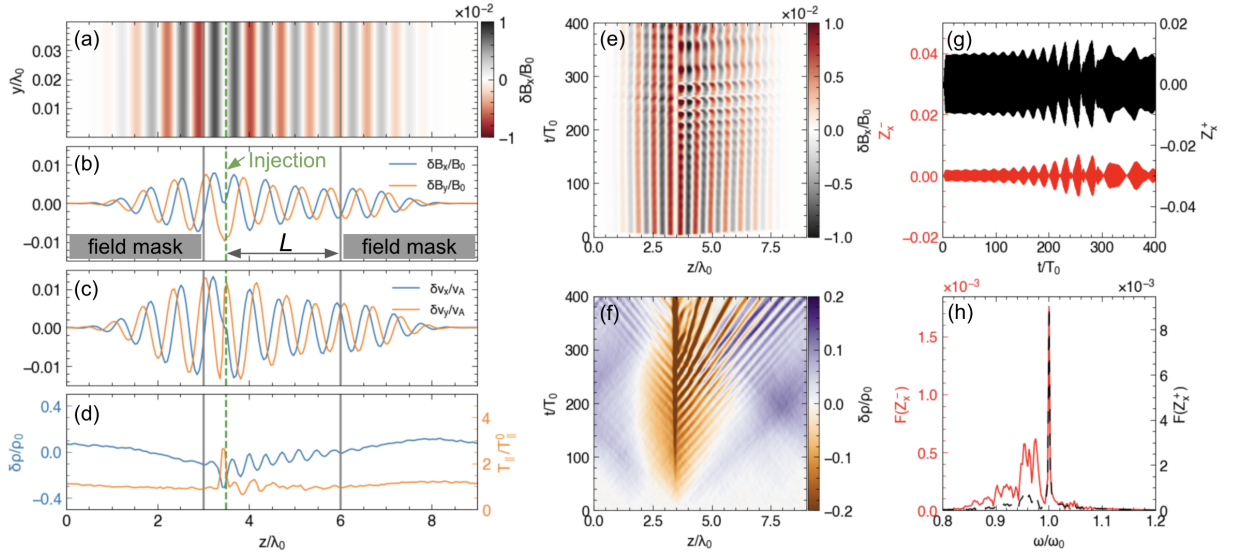 (a)
×10⁻²
1
0
−1
δBₓ/B₀
y/λ₀
0.03
0.04
0.02
0.01
(b)
Injection
δBₓ/B₀
δBᵧ/B₀
0.01
0.00
−0.01
field mask
L
field mask
(c)
δvₓ/v_A
δvᵧ/v_A
0.01
0.00
−0.01
(d)
0.4
0.0
−0.4
δρ/ρ₀
4
2
0
T∥/T∥⁰
0
2
4
6
8
z/λ₀
(e)
×10⁻²
400
300
200
100
0
t/T₀
0.0
2.5
5.0
7.5
z/λ₀
1.0
0.5
0.0
−0.5
−1.0
δBₓ/B₀
(f)
400
300
200
100
0
t/T₀
0.0
2.5
5.0
7.5
z/λ₀
0.2
0.1
0.0
−0.1
−0.2
δρ/ρ₀
(g)
0.04
0.02
0.00
−0.02
Zₓ⁻
0.02
0.00
−0.02
−0.04
Zₓ⁺
0
100
200
300
400
t/T₀
(h)
×10⁻³
×10⁻³
1.5
1.0
0.5
0.0
F(Zₓ⁻)
8
6
4
2
0
F(Zₓ⁺)
0.8
0.9
1.0
1.1
1.2
ω/ω₀